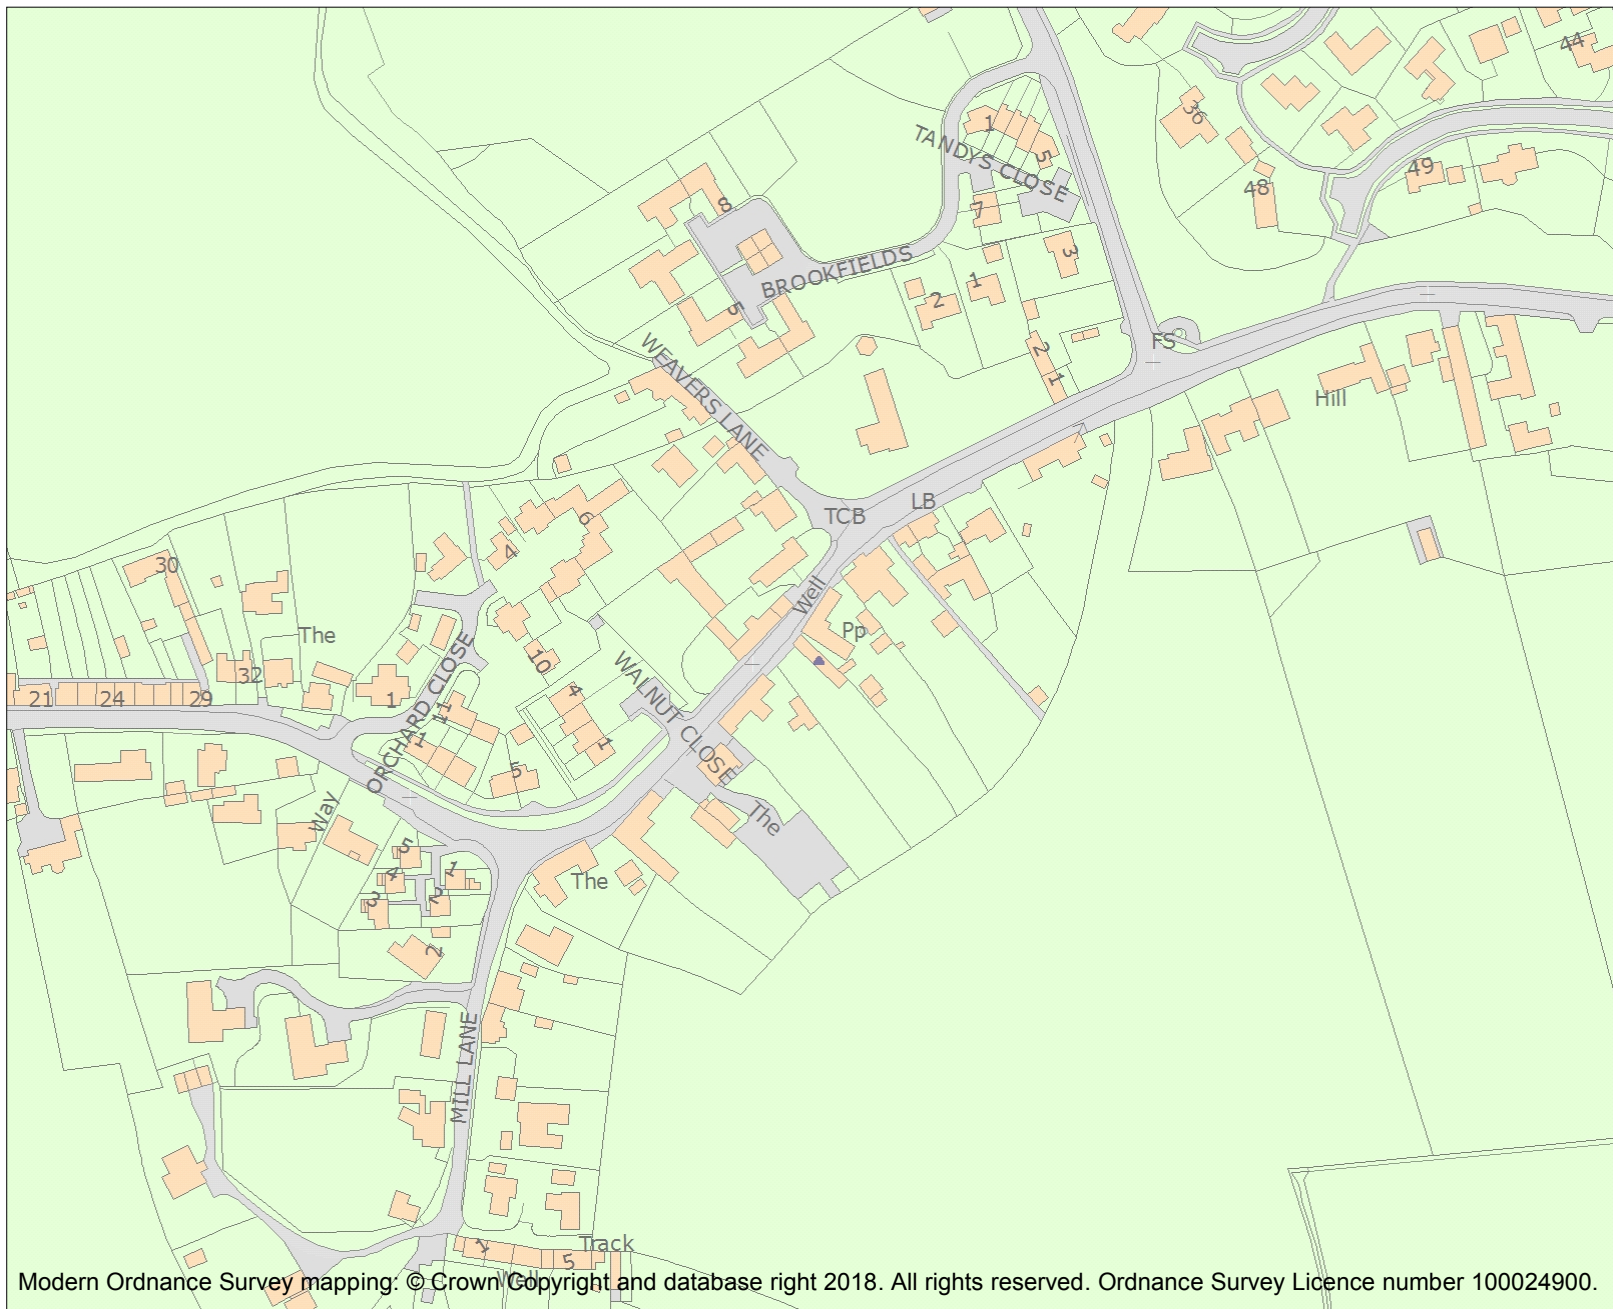 44
36
1
TANDYS CLOSE
5
49
48
8
7
3
BROOKFIELDS
1
2
5
WEAVERS LANE
2
1
FS
Hill
LB
TCB
6
4
30
Well
The
Pp
32
10
WALNUT CLOSE
21
24
29
1
ORCHARD CLOSE
11
4
1
1
5
Way
The
5
4
1
3
2
The
2
MILL LANE
1
5
Track
Well
Modern Ordnance Survey mapping: © Crown Copyright and database right 2018. All rights reserved. Ordnance Survey Licence number 100024900.